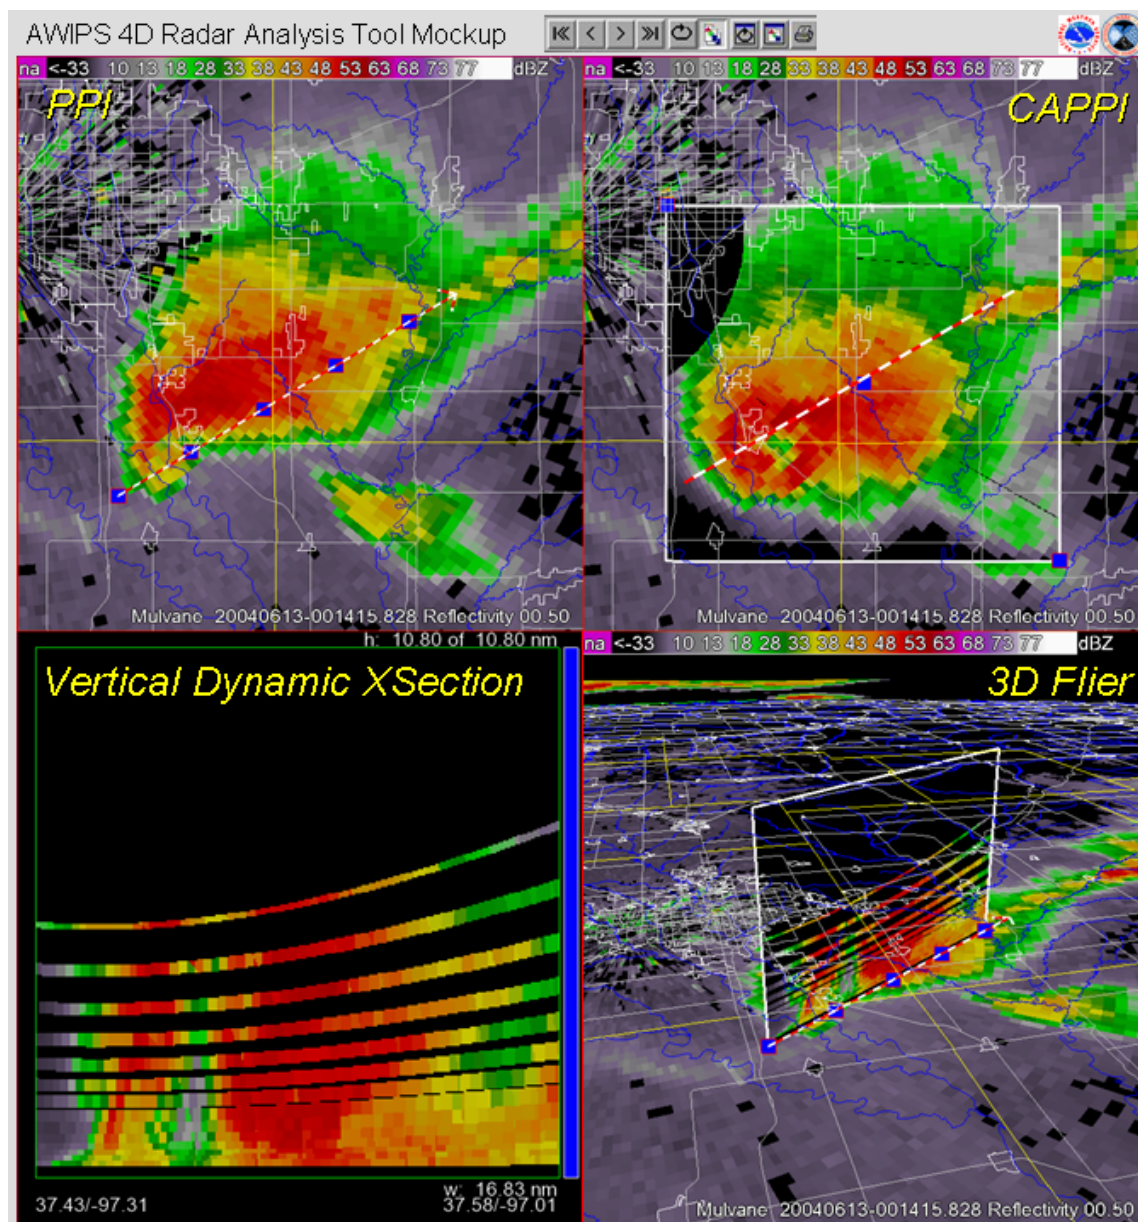 AWIPS 4D Radar Analysis Tool Mockup
na <-33 10 13 18 28 33 38 43 48 53 63 68 73 77 dBZ
PPI
Mulvane 20040613-001415.828 Reflectivity 00.50
na <-33 10 13 18 28 33 38 43 48 53 63 68 73 77 dBZ
CAPPI
Mulvane 20040613-001415.828 Reflectivity 00.50
h: 10.80 of 10.80 nm
Vertical Dynamic XSection
w: 16.83 nm
37.43/-97.31
37.58/-97.01
na <-33 10 13 18 28 33 38 43 48 53 63 68 73 77 dBZ
3D Flier
Mulvane 20040613-001415.828 Reflectivity 00.50